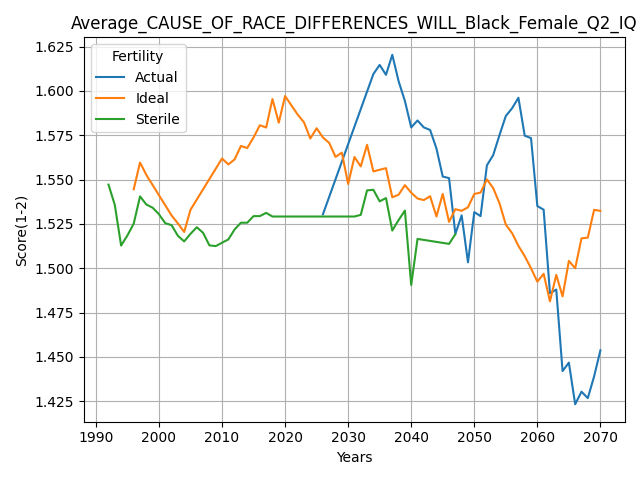 Average_CAUSE_OF_RACE_DIFFERENCES_WILL_Black_Female_Q2_IQ
Fertility
Actual
Ideal
Sterile
Score(1-2)
1.625
1.600
1.575
1.550
1.525
1.500
1.475
1.450
1.425
1990 2000 2010 2020 2030 2040 2050 2060 2070
Years